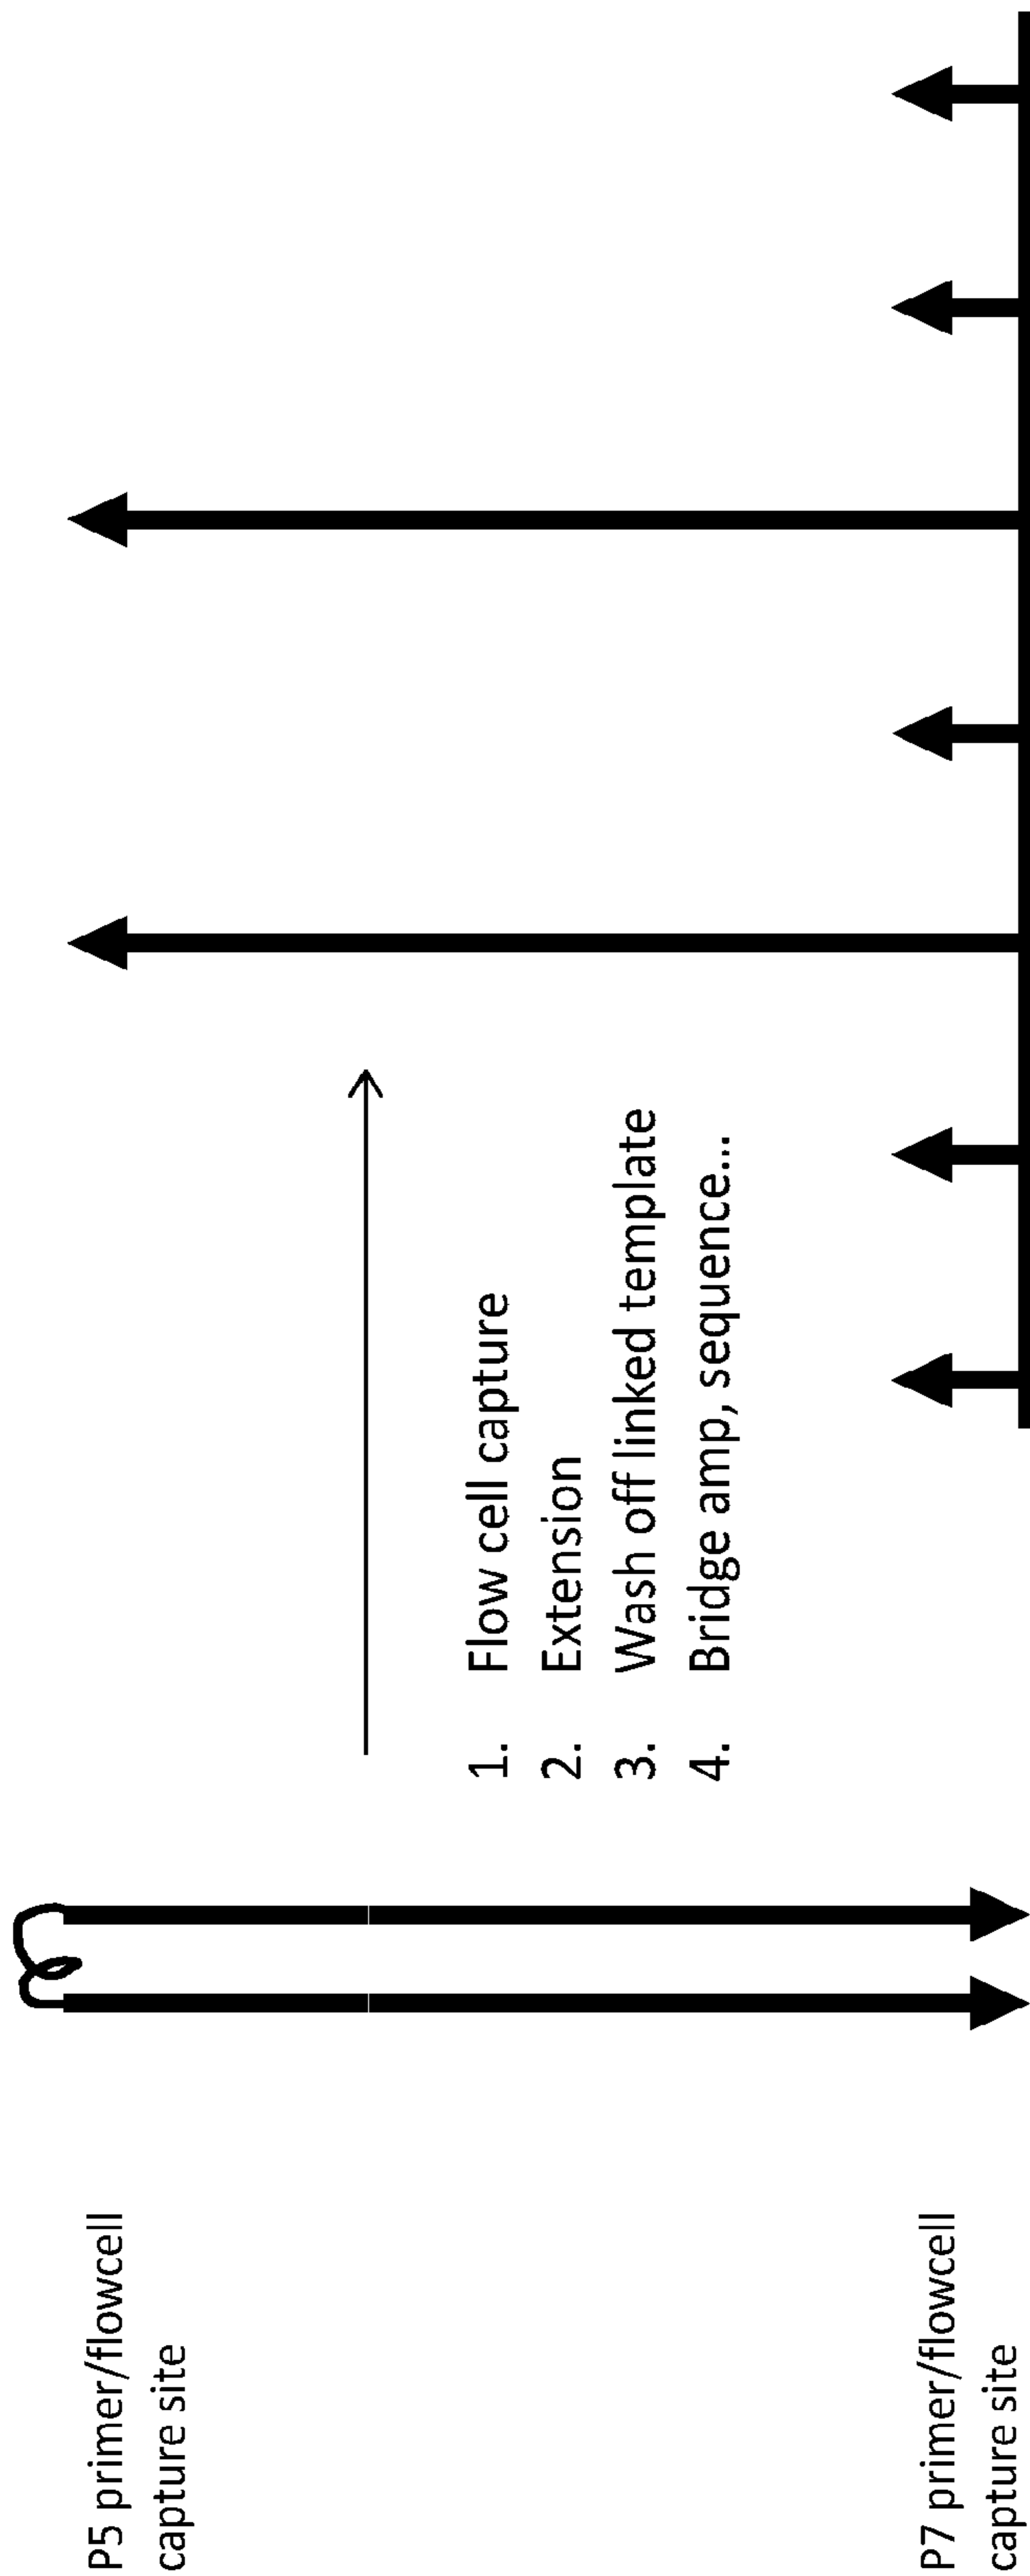 P5 primer/flowcell
capture site
P7 primer/flowcell
capture site
1. Flow cell capture
2. Extension
3. Wash off linked template
4. Bridge amp, sequence...